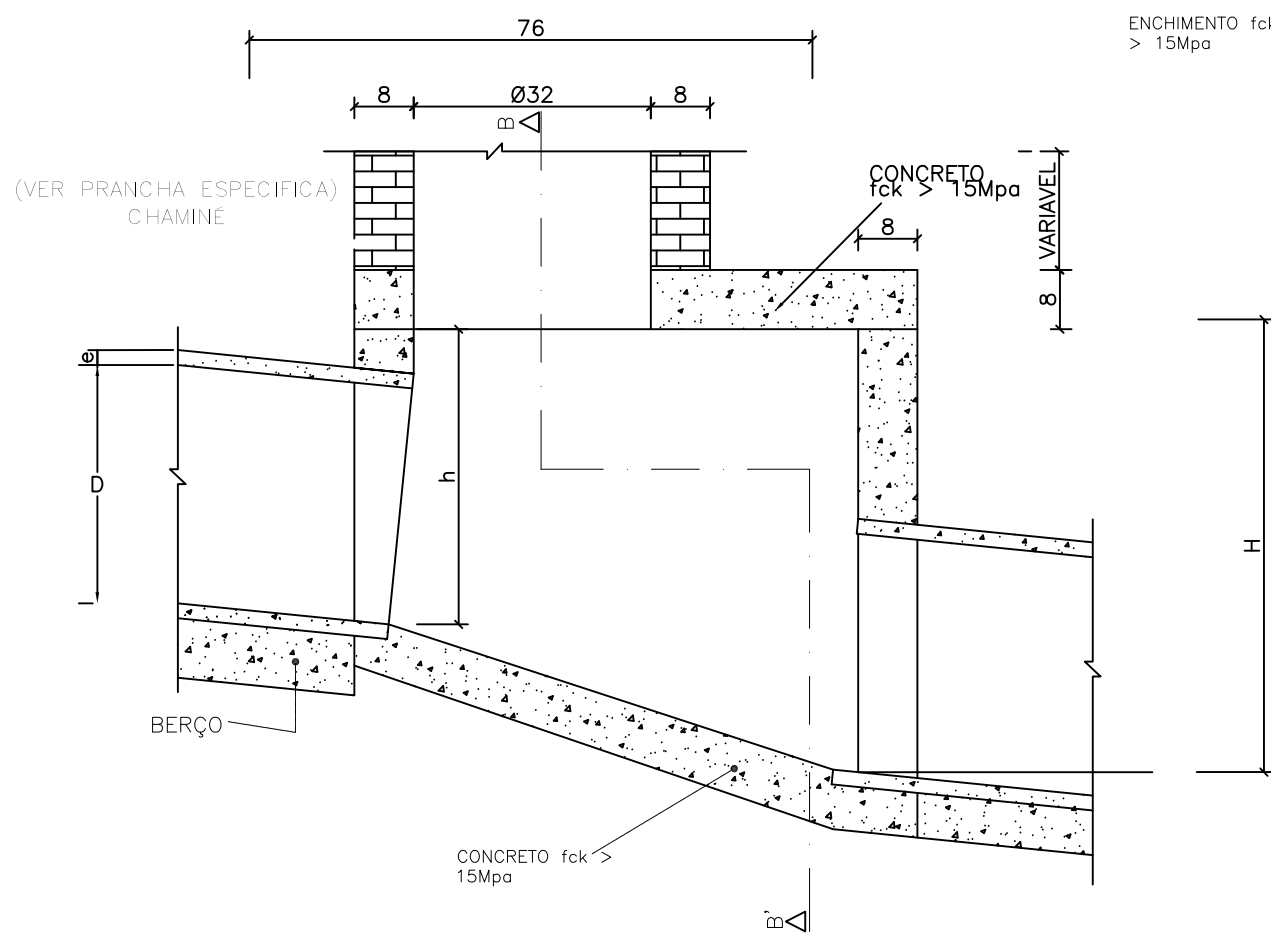 76
ENCHIMENTO fck
> 15Mpa
8
Ø32
8
B
(VER PRANCHA ESPECIFICA)
CHAMINÉ
CONCRETO
fck > 15Mpa
VARIAVEL
8
8
e
D
h
H
BERÇO
CONCRETO fck >
15Mpa
B'